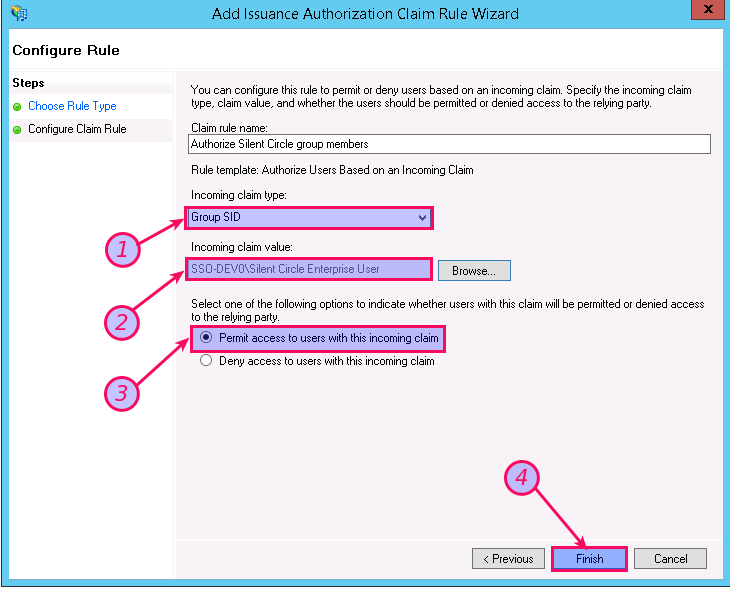 Add Issuance Authorization Claim Rule Wizard
x
Configure Rule
Steps
Choose Rule Type
Configure Claim Rule
You can configure this rule to permit or deny users based on an incoming claim. Specify the incoming claim
type, claim value, and whether the users should be permitted or denied access to the relying party.
Claim rule name:
Authorize Silent Circle group members
Rule template: Authorize Users Based on an Incoming Claim
Incoming claim type:
Group SID
1
Incoming claim value:
SSO-DEV0\Silent Circle Enterprise User
Browse...
2
Select one of the following options to indicate whether users with this claim will be permitted or denied access
to the relying party.
Permit access to users with this incoming claim
Deny access to users with this incoming claim
3
4
< Previous
Finish
Cancel